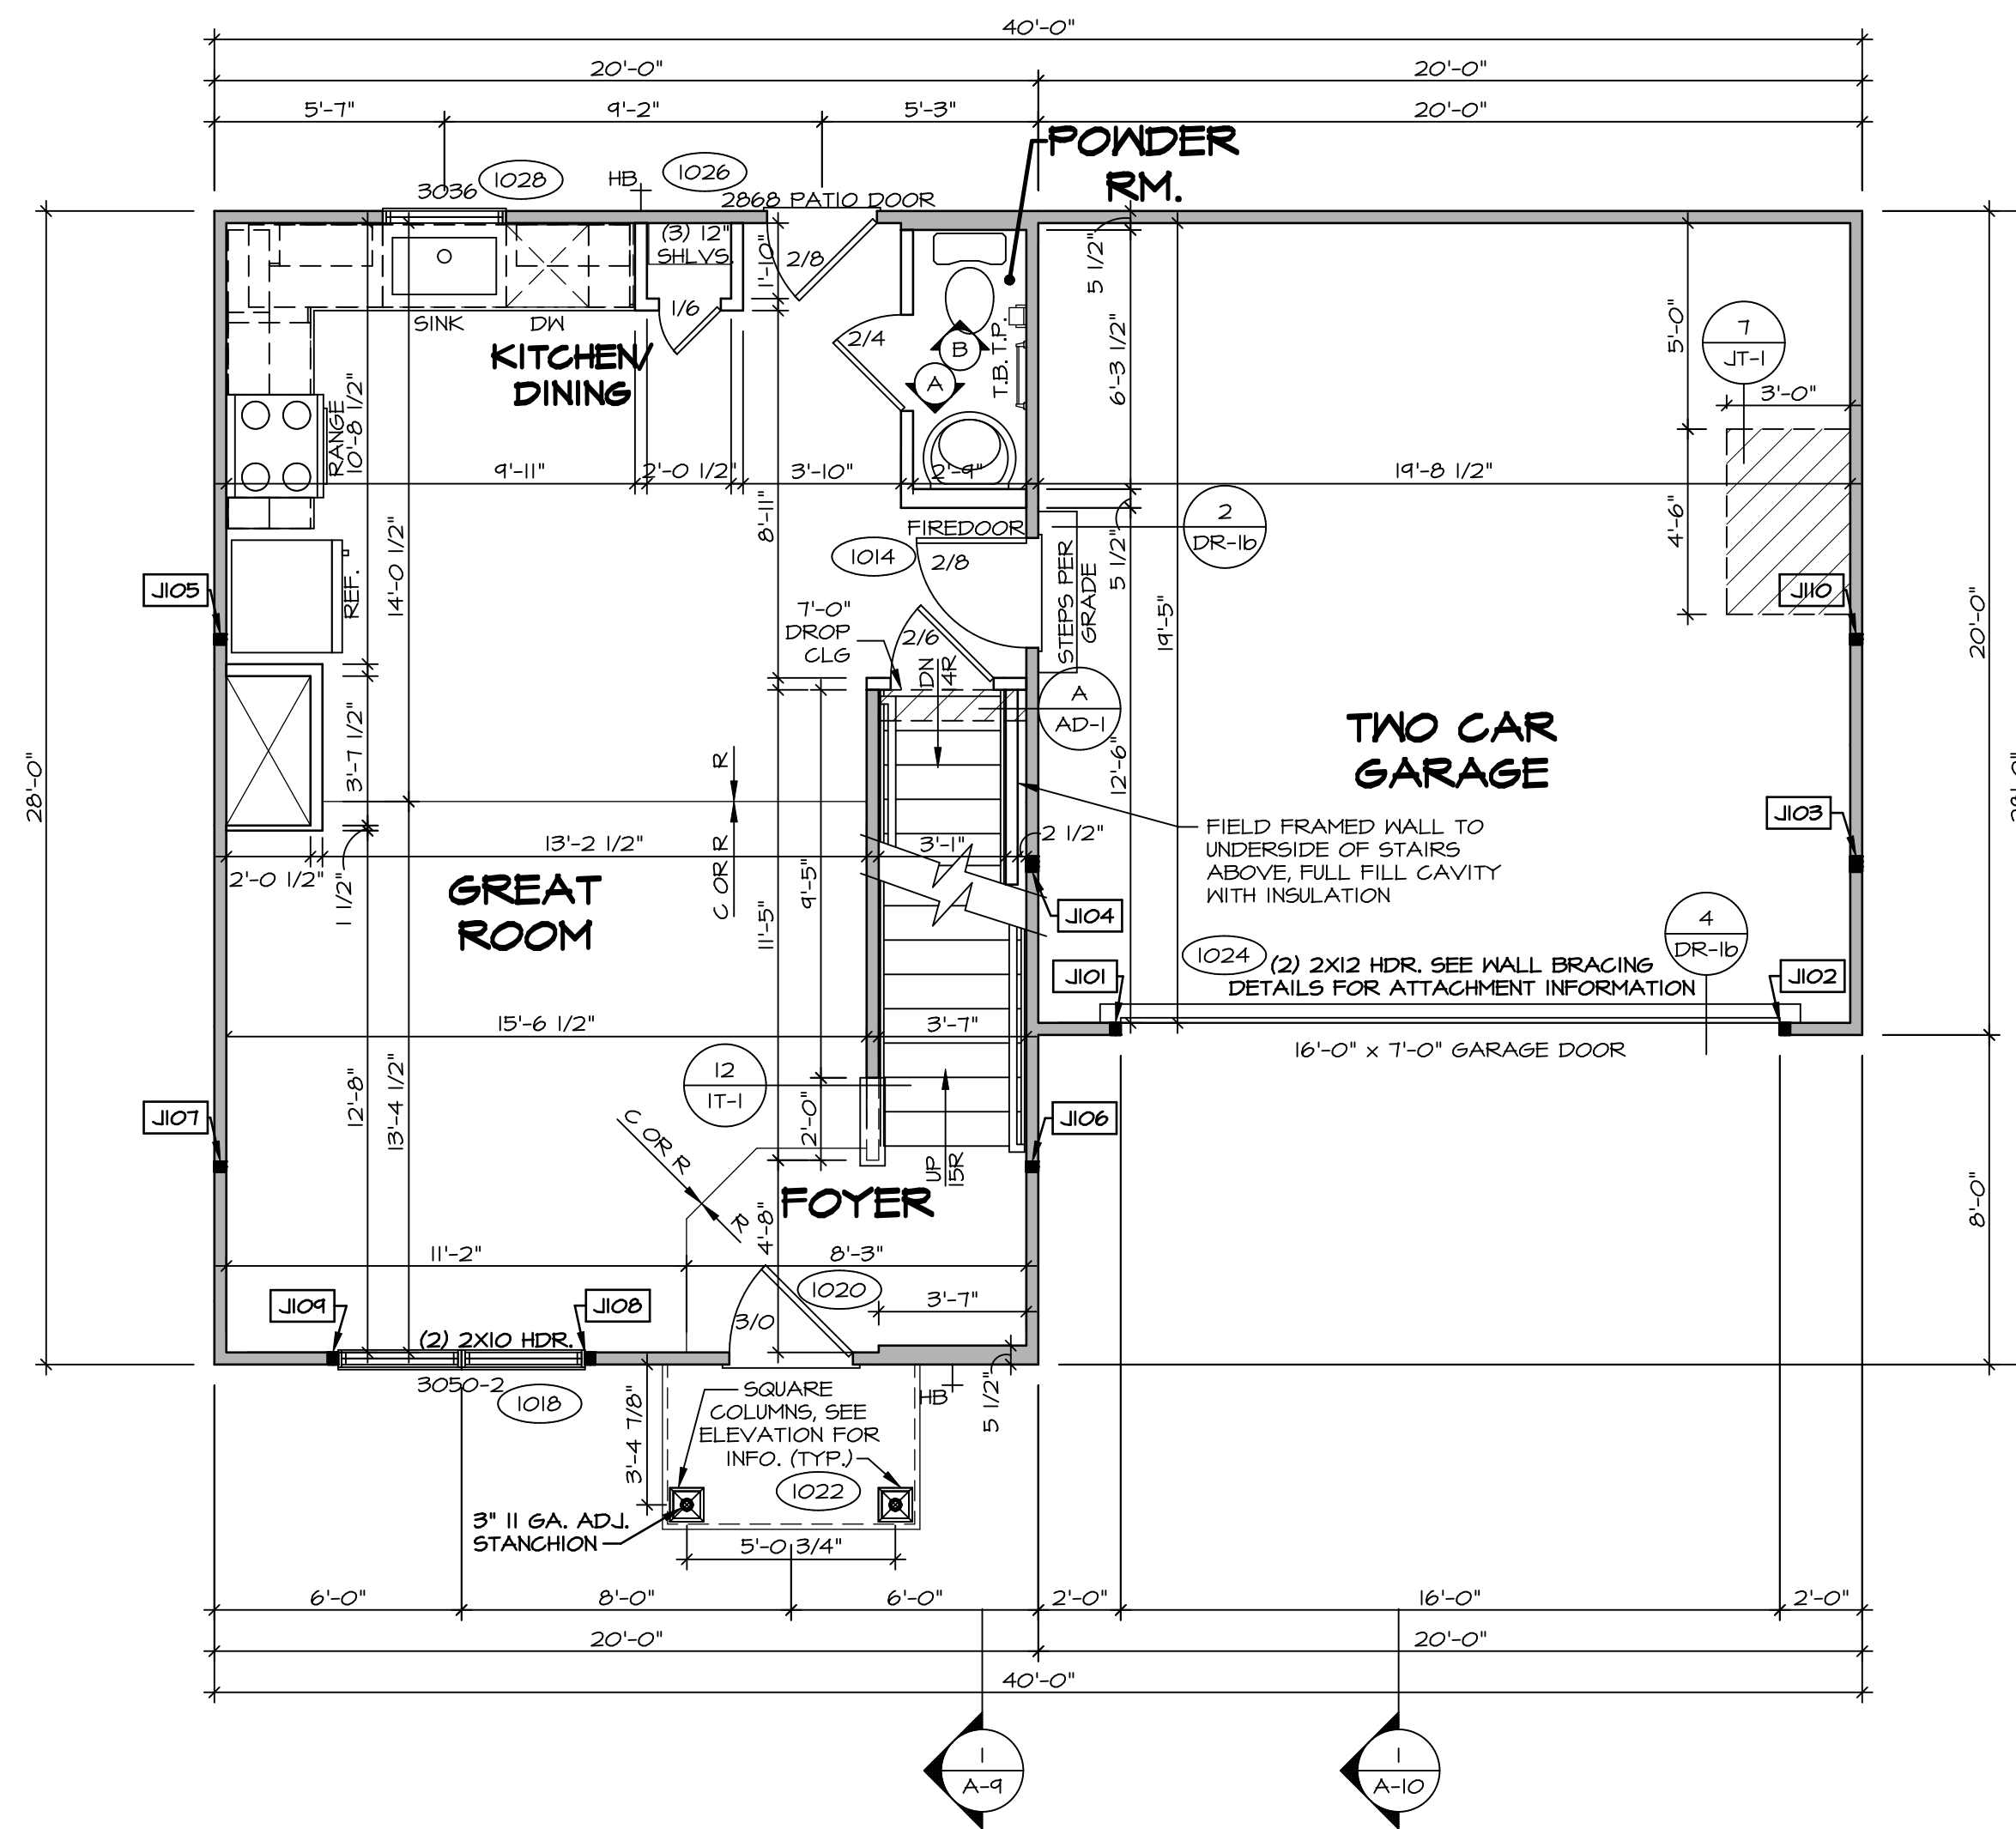 40'-0"
20'-0" 20'-0"
5'-7" 9'-2" 5'-3" 20'-0"
POWDER
RM.
3036 1028 HB 1026
2868 PATIO DOOR
(3) 12"
SHLVS.
1'-10"
2/8
5 1/2"
1/6
SINK DW
2/4
B
A
T.B. T.P.
6'-3 1/2"
5'-0"
7
JT-1
3'-0"
KITCHEN/
DINING
RANGE
10'-8 1/2"
9'-11" 2'-0 1/2" 3'-10" 2'-9" 19'-8 1/2"
8'-11"
14'-0 1/2"
4'-6"
FIREDOOR
1014
2/8
2
DR-1b
5 1/2"
STEPS PER
GRADE
19'-5"
J105
REF.
J110
20'-0"
7'-0"
DROP
CLG
2/6
DN
14R
A
AD-1
28'-0"
3'-7 1/2"
R
C OR R
12'-6"
TWO CAR
GARAGE
FIELD FRAMED WALL TO
UNDERSIDE OF STAIRS
ABOVE, FULL FILL CAVITY
WITH INSULATION
J103
13'-2 1/2" 3'-1" 2 1/2"
2'-0 1/2"
1 1/2"
9'-5"
11'-5"
GREAT
ROOM
J104
4
DR-1b
1024
(2) 2X12 HDR. SEE WALL BRACING
DETAILS FOR ATTACHMENT INFORMATION
J101
J102
15'-6 1/2" 3'-7"
16'-0" x 7'-0" GARAGE DOOR
12
IT-1
12'-8"
13'-4 1/2"
2'-0"
J107
J106
C OR R
R
UP
15R
FOYER
4'-8"
8'-0"
11'-2" 8'-3"
1020
3'-7"
J109
J108
3/0
(2) 2X10 HDR.
3050-2
1018
HB
5 1/2"
3'-4 7/8"
SQUARE
COLUMNS, SEE
ELEVATION FOR
INFO. (TYP.)
1022
3" 11 GA. ADJ.
STANCHION
5'-0 3/4"
6'-0" 8'-0" 6'-0" 2'-0" 16'-0" 2'-0"
20'-0" 20'-0"
40'-0"
1
A-9
1
A-10